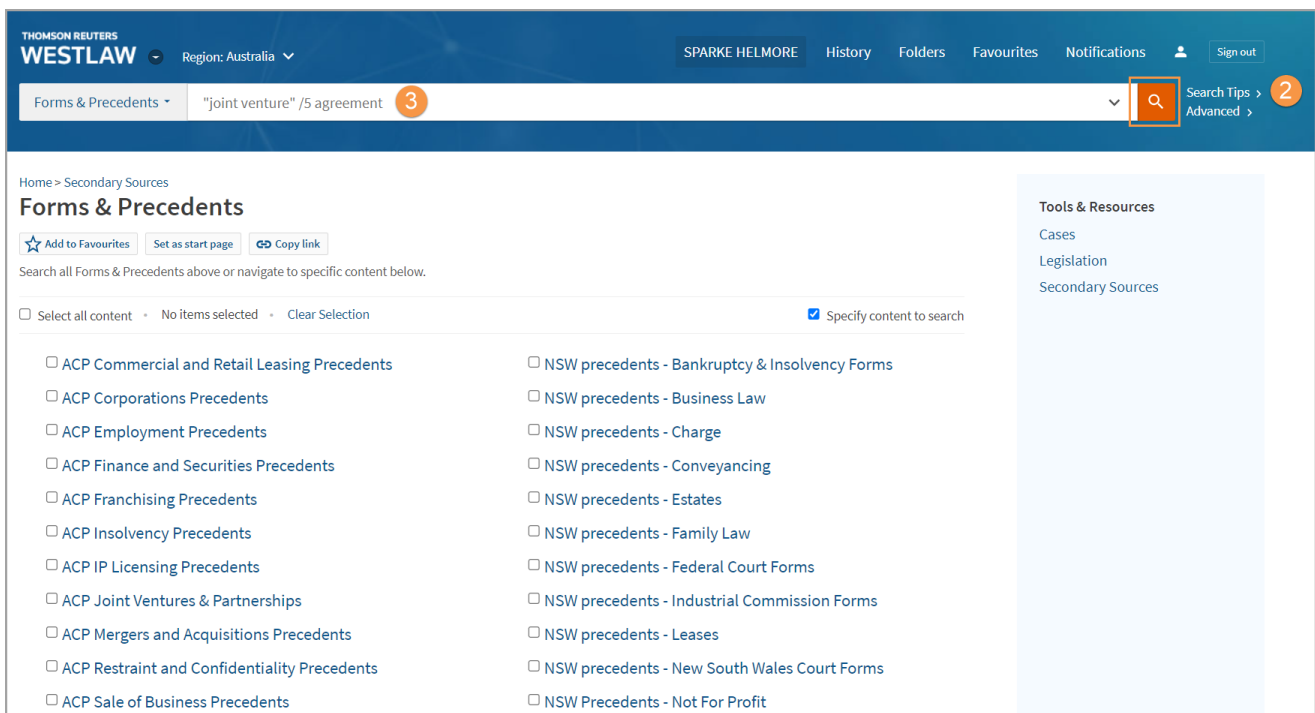 THOMSON REUTERS
WESTLAW Region: Australia SPARKE HELMORE History Folders Favourites Notifications Sign out
Forms & Precedents "joint venture" /5 agreement 3 Search Tips > 2
Advanced >
Home > Secondary Sources
Forms & Precedents
Add to Favourites Set as start page Copy link
Search all Forms & Precedents above or navigate to specific content below.
Select all content • No items selected • Clear Selection Specify content to search
ACP Commercial and Retail Leasing Precedents
ACP Corporations Precedents
ACP Employment Precedents
ACP Finance and Securities Precedents
ACP Franchising Precedents
ACP Insolvency Precedents
ACP IP Licensing Precedents
ACP Joint Ventures & Partnerships
ACP Mergers and Acquisitions Precedents
ACP Restraint and Confidentiality Precedents
ACP Sale of Business Precedents
NSW precedents - Bankruptcy & Insolvency Forms
NSW precedents - Business Law
NSW precedents - Charge
NSW precedents - Conveyancing
NSW precedents - Estates
NSW precedents - Family Law
NSW precedents - Federal Court Forms
NSW precedents - Industrial Commission Forms
NSW precedents - Leases
NSW precedents - New South Wales Court Forms
NSW Precedents - Not For Profit
Tools & Resources
Cases
Legislation
Secondary Sources